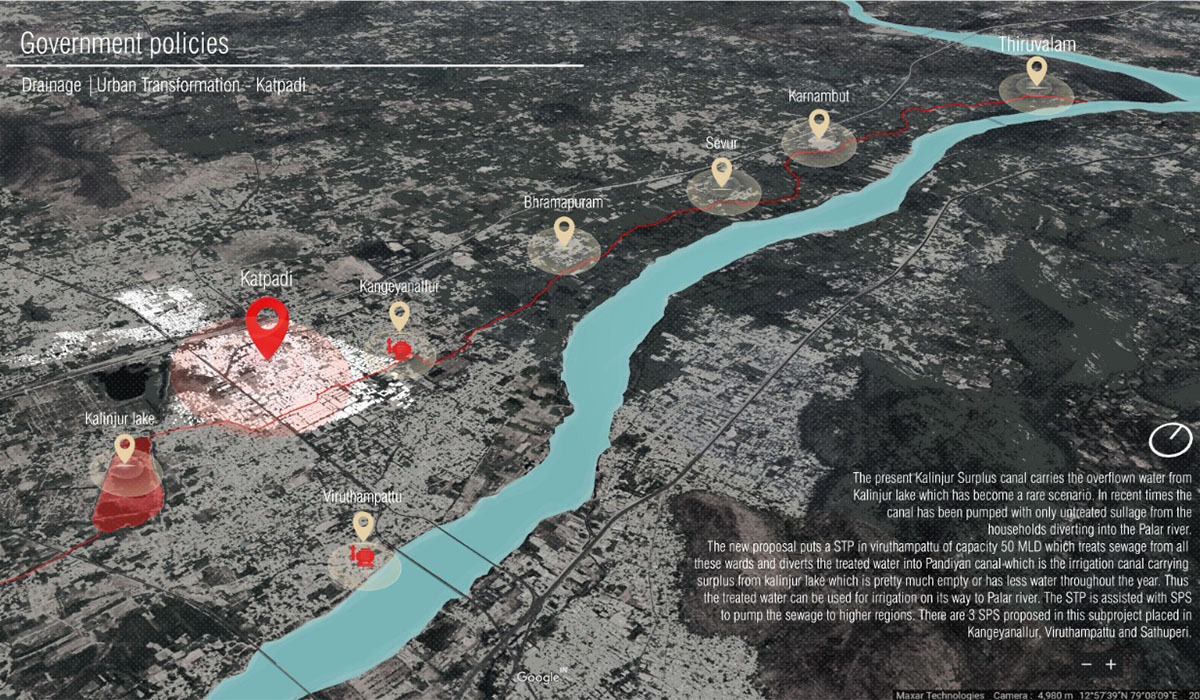 Government policies
Drainage | Urban Transformation - Katpadi
Thiruvalam
Karnambut
Sevur
Bhramapuram
Katpadi
Kangeyanallur
Kalinjur lake
Viruthampattu
The present Kalinjur Surplus canal carries the overflown water from
Kalinjur lake which has become a rare scenario. In recent times the
canal has been pumped with only untreated sullage from the
households diverting into the Palar river.
The new proposal puts a STP in viruthampattu of capacity 50 MLD which treats sewage from all
these wards and diverts the treated water into Pandiyan canal-which is the irrigation canal carrying
surplus from kalinjur lake which is pretty much empty or has less water throughout the year. Thus
the treated water can be used for irrigation on its way to Palar river. The STP is assisted with SPS
to pump the sewage to higher regions. There are 3 SPS proposed in this subproject placed in
Kangeyanallur, Viruthampattu and Sathuperi.
− +
Google
Maxar Technologies Camera : 4,980 m 12°57'39"N 79°08'09"E 20